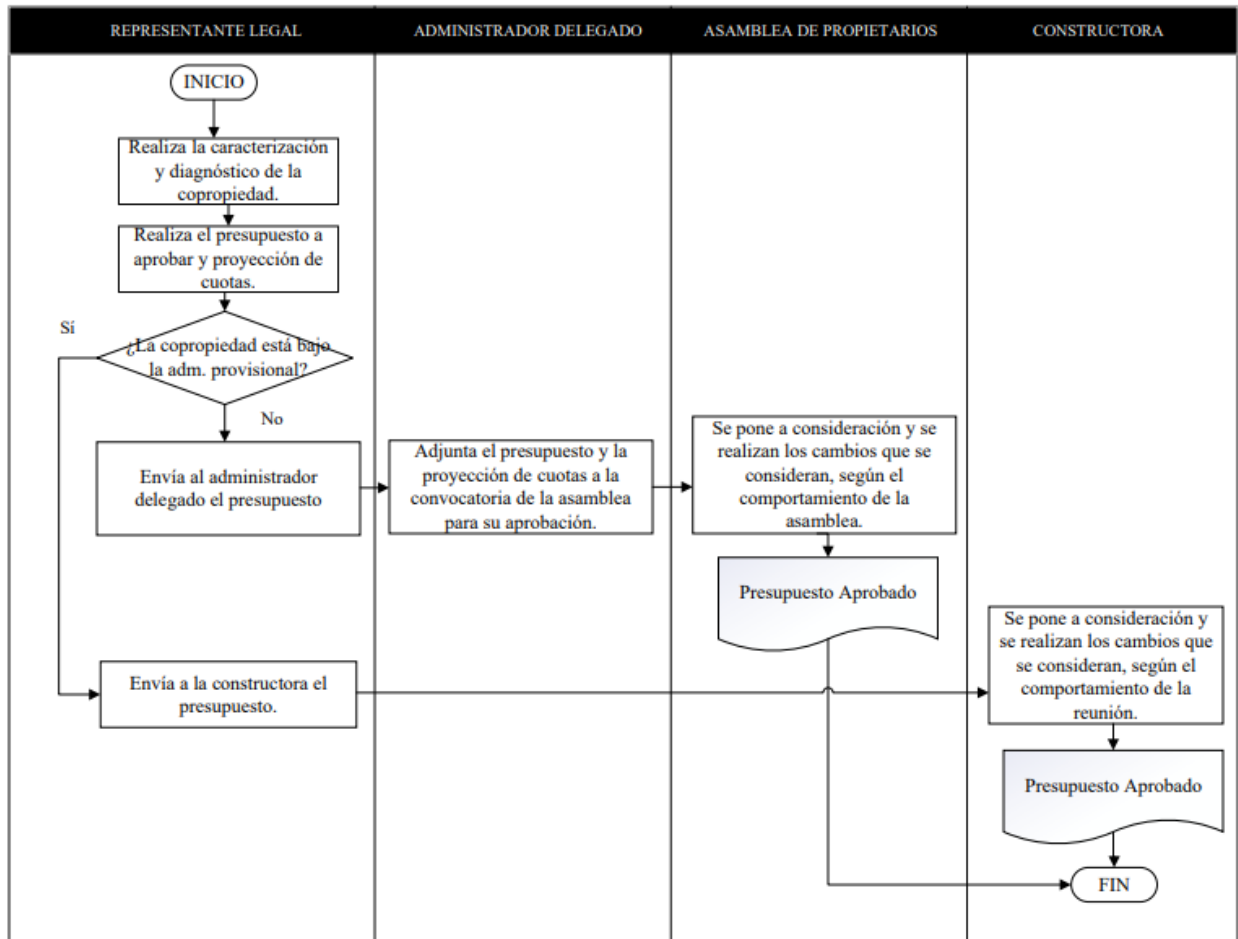 REPRESENTANTE LEGAL
ADMINISTRADOR DELEGADO
ASAMBLEA DE PROPIETARIOS
CONSTRUCTORA
INICIO
Realiza la caracterización
y diagnóstico de la
copropiedad.
Realiza el presupuesto a
aprobar y proyección de
cuotas.
Sí
¿La copropiedad está bajo
la adm. provisional?
No
Envía al administrador
delegado el presupuesto
Adjunta el presupuesto y la
proyección de cuotas a la
convocatoria de la asamblea
para su aprobación.
Se pone a consideración y se
realizan los cambios que se
consideran, según el
comportamiento de la
asamblea.
Presupuesto Aprobado
Envía a la constructora el
presupuesto.
Se pone a consideración y
se realizan los cambios que
se consideran, según el
comportamiento de la
reunión.
Presupuesto Aprobado
FIN